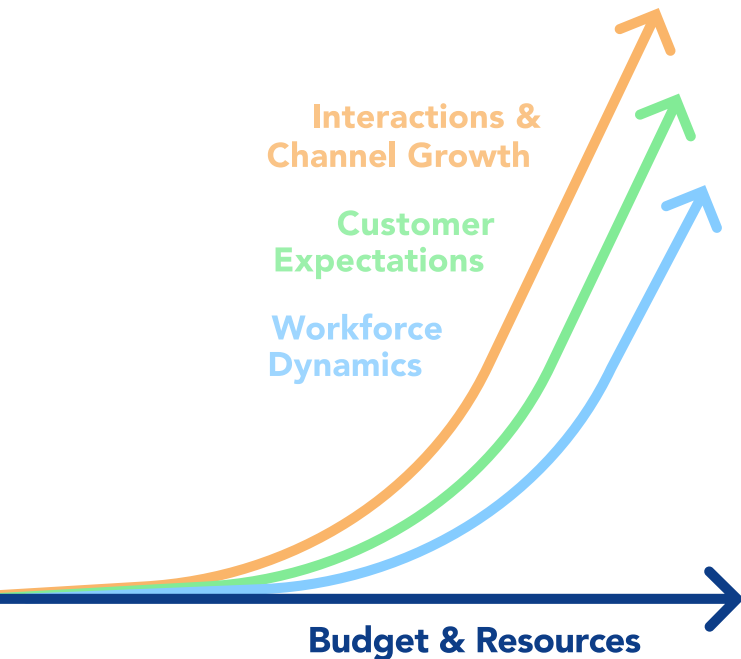 Interactions &
Channel Growth
Customer
Expectations
Workforce
Dynamics
Budget & Resources